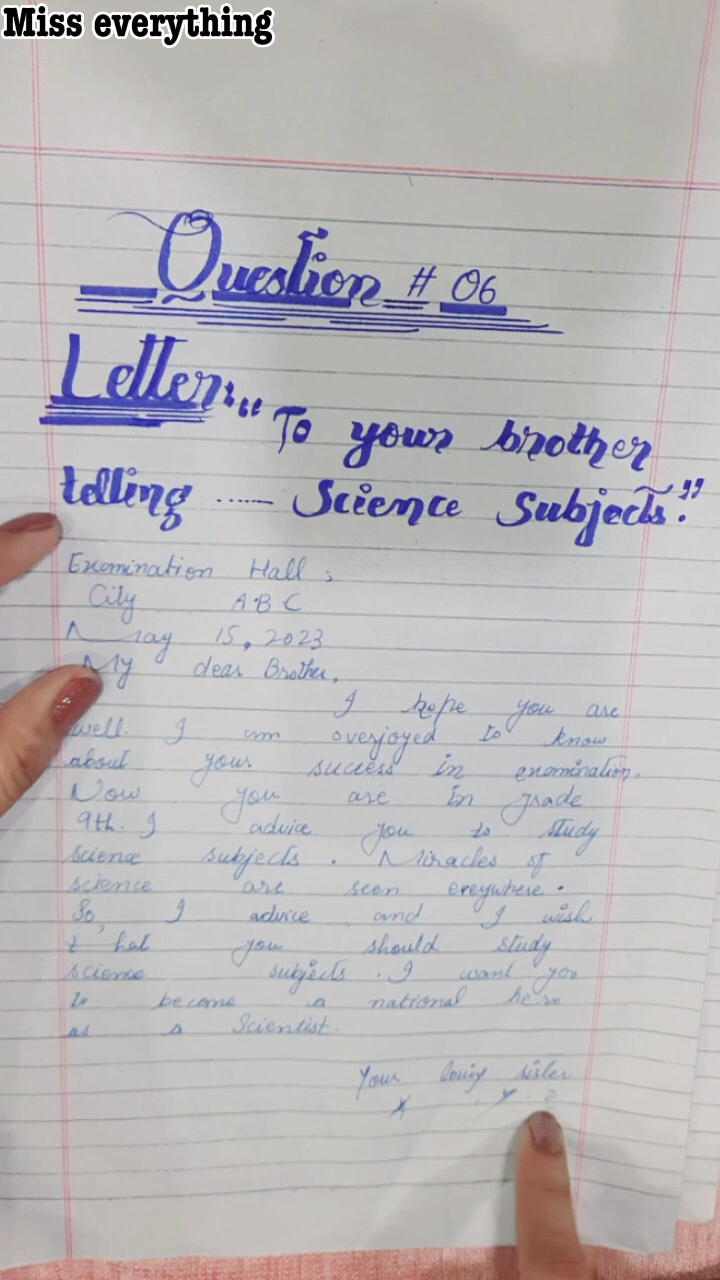 Miss everything
Question # 06
Letter:" To your brother
telling ...... Science Subjects."
Examination Hall,
City A.B.C
May 15, 2023
My dear Brother,
I hope you are
well. I am overjoyed to know
about your success in examination.
Now you are in grade
9th. I advice you to study
science subjects. Miracles of
science are seen ereywhere.
So, I advice and I wish
that you should study
science subjects. I want you
to become a national hero
as a Scientist.
Your loving sister
X Y Z